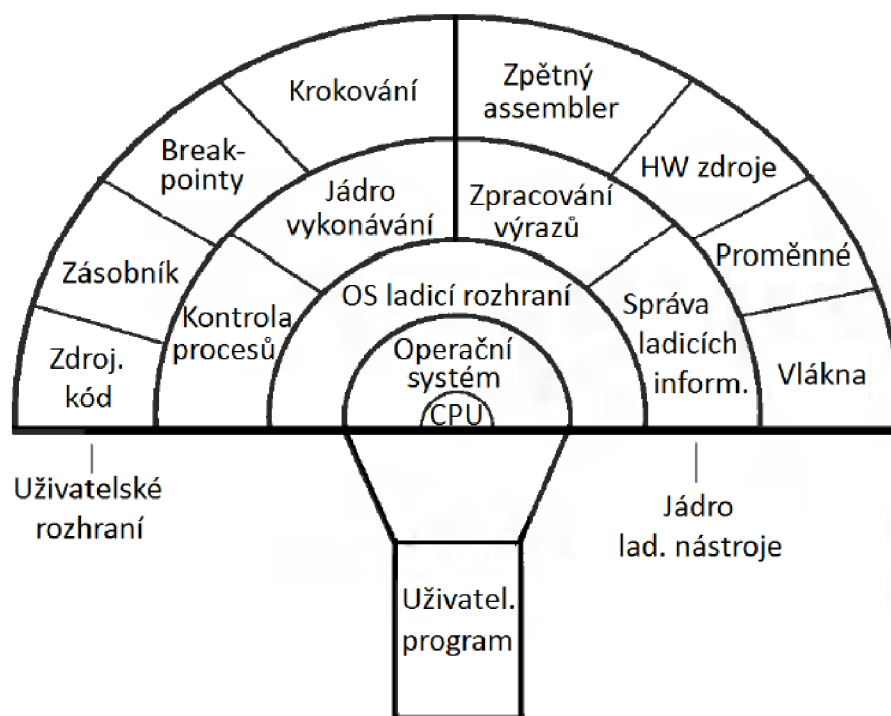 Krokování
Zpětný
assembler
Break-
pointy
HW zdroje
Jádro
vykonávání
Zpracování
výrazů
Zásobník
Proměnné
Kontrola
procesů
OS ladicí rozhraní
Správa
ladicích
inform.
Zdroj.
kód
Operační
systém
Vlákna
CPU
Uživatelské
rozhraní
Jádro
lad. nástroje
Uživatel.
program